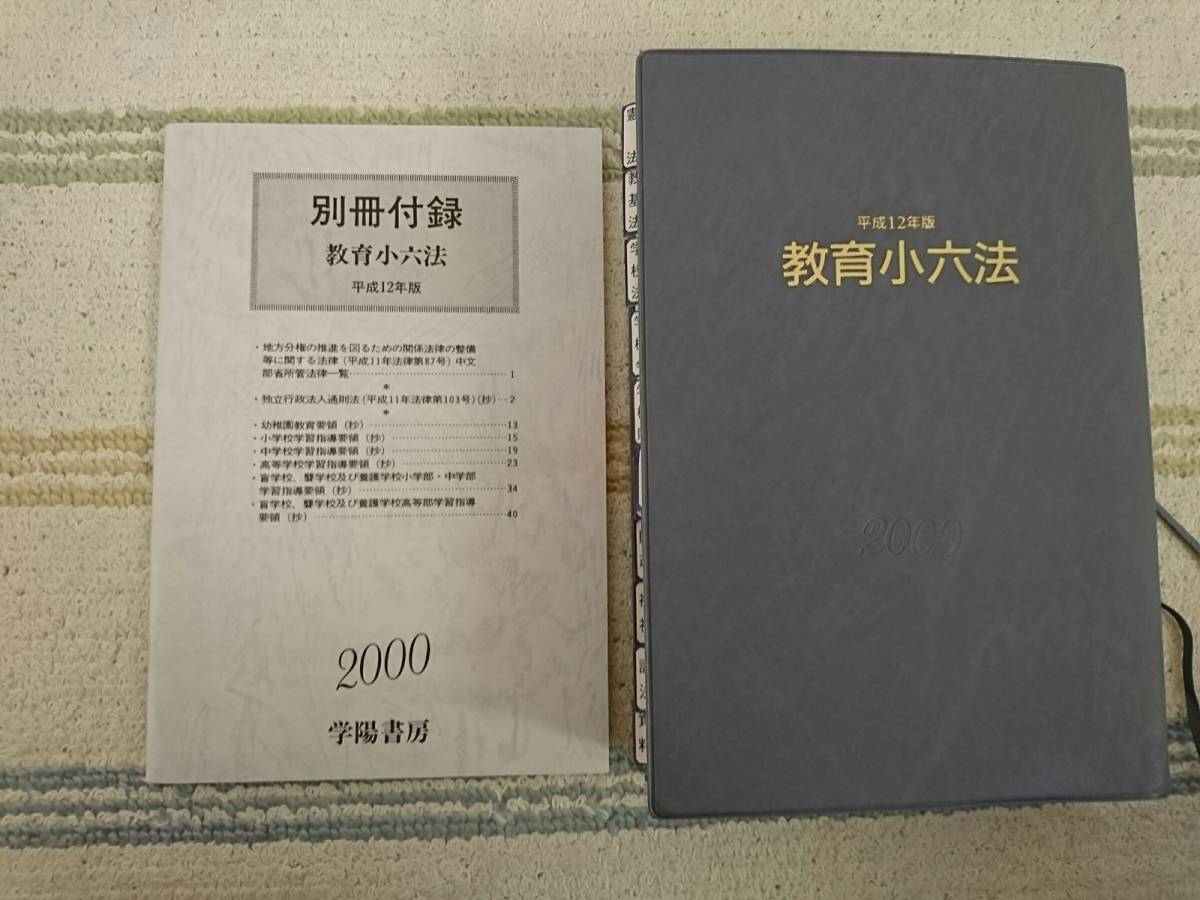 別冊付録
教育小六法
平成12年版
・地方分権の推進を図るための関係法律の整備
等に関する法律(平成11年法律第87号)中文
部省所管法律一覧……………………1
*
・独立行政法人通則法(平成11年法律第103号)(抄)…2
*
・幼稚園教育要領(抄)……………………13
・小学校学習指導要領(抄)……………………15
・中学校学習指導要領(抄)……………………19
・高等学校学習指導要領(抄)……………………23
・盲学校、聾学校及び養護学校小学部・中学部
学習指導要領(抄)……………………34
・盲学校、聾学校及び養護学校高等部学習指導
要領(抄)……………………40
2000
学陽書房
憲法
教基法
学校法
資料
平成12年版
教育小六法
2000